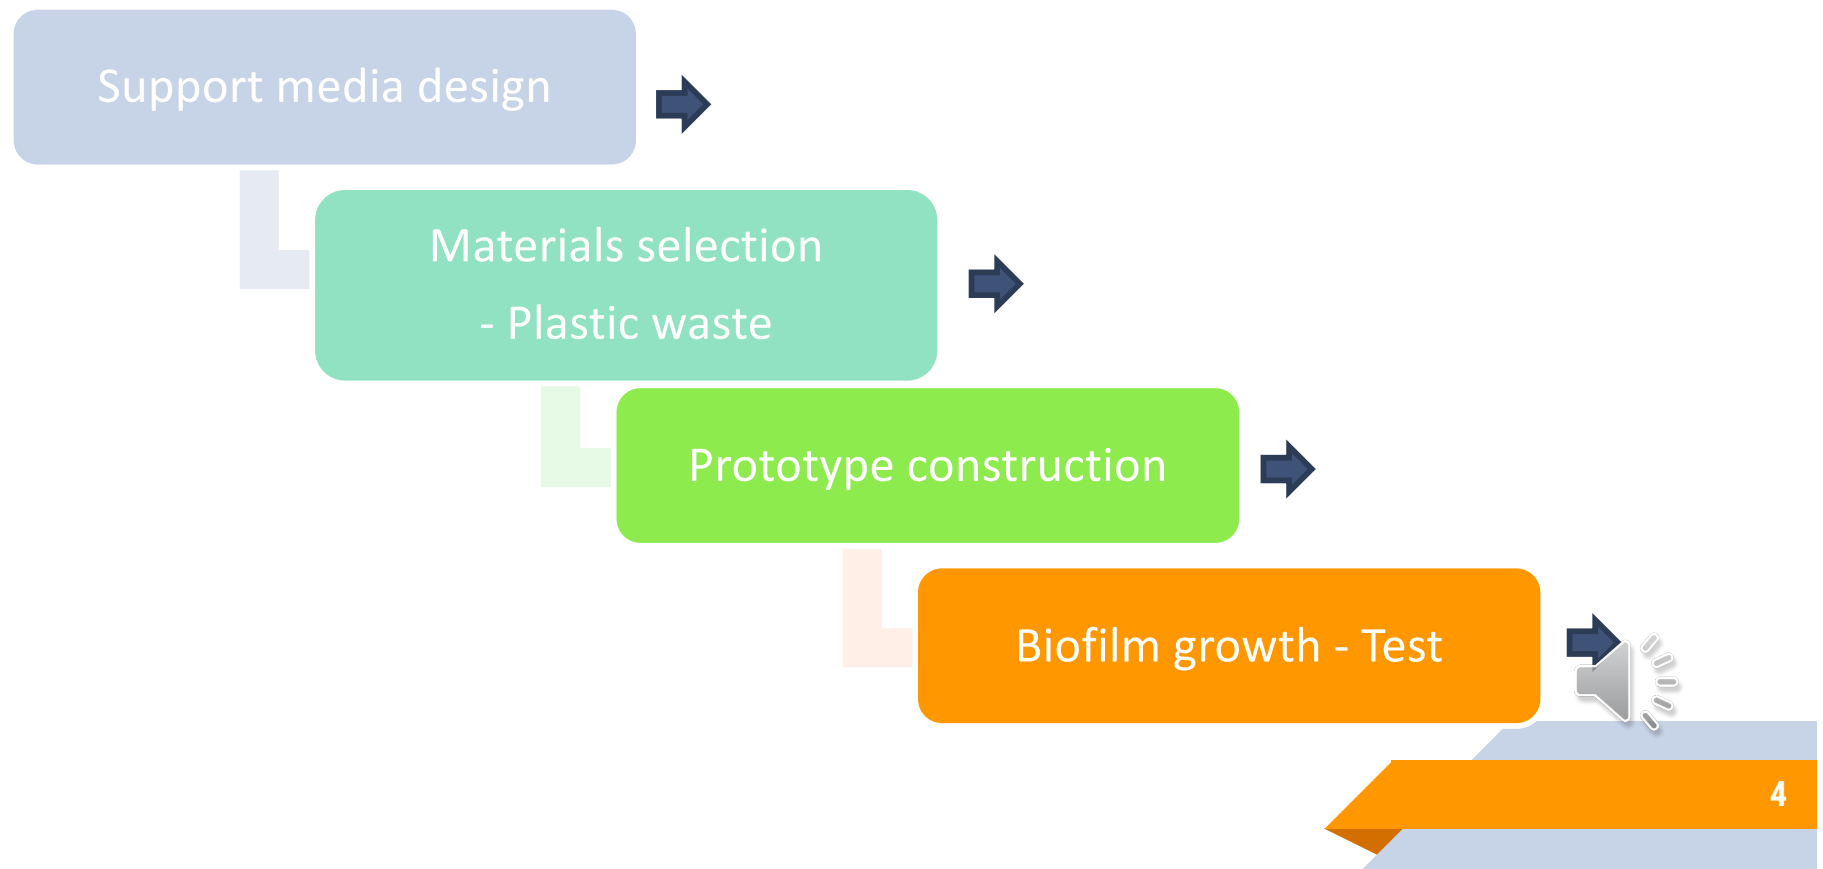 Support media design
Materials selection
- Plastic waste
Prototype construction
Biofilm growth - Test
4